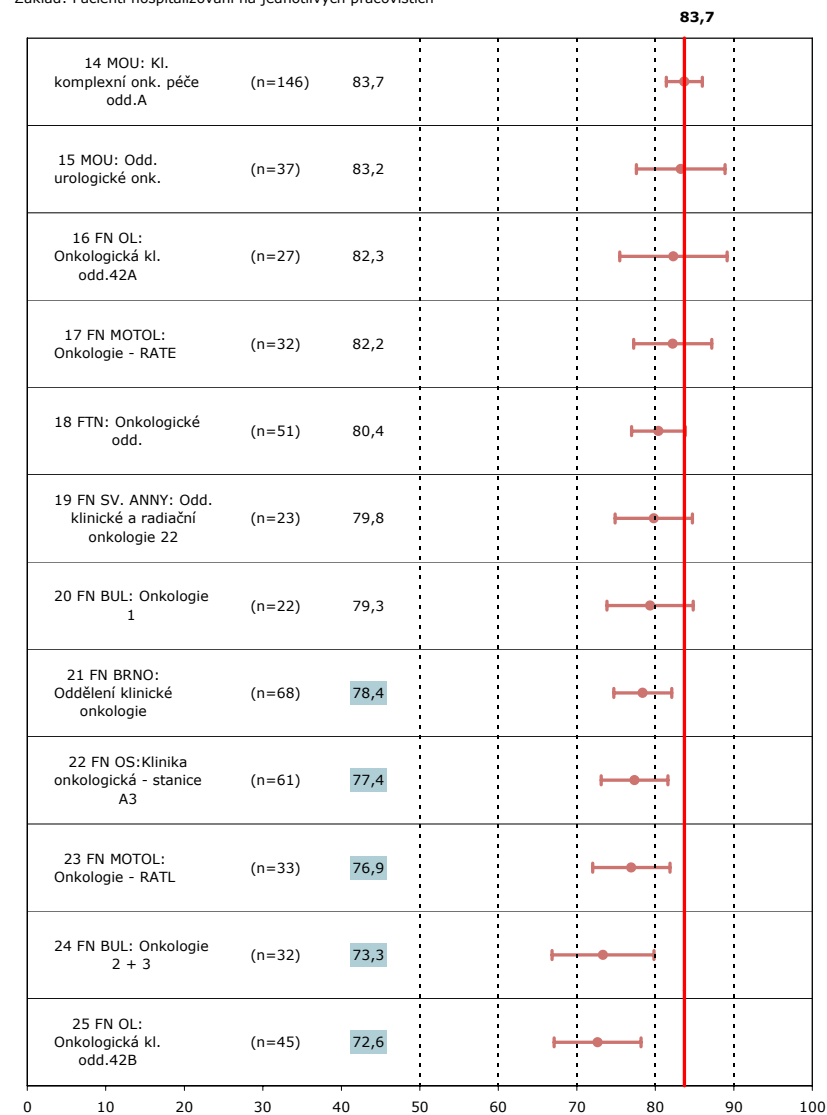 Základ: Pacienti hospitalizovaní na jednotlivých pracovištích
83,7
14 MOU: Kl.
komplexní onk. péče
odd.A
(n=146)
83,7
15 MOU: Odd.
urologické onk.
(n=37)
83,2
16 FN OL:
Onkologická kl.
odd.42A
(n=27)
82,3
17 FN MOTOL:
Onkologie - RATE
(n=32)
82,2
18 FTN: Onkologické
odd.
(n=51)
80,4
19 FN SV. ANNY: Odd.
klinické a radiační
onkologie 22
(n=23)
79,8
20 FN BUL: Onkologie
1
(n=22)
79,3
21 FN BRNO:
Oddělení klinické
onkologie
(n=68)
78,4
22 FN OS:Klinika
onkologická - stanice
A3
(n=61)
77,4
23 FN MOTOL:
Onkologie - RATL
(n=33)
76,9
24 FN BUL: Onkologie
2 + 3
(n=32)
73,3
25 FN OL:
Onkologická kl.
odd.42B
(n=45)
72,6
0 10 20 30 40 50 60 70 80 90 100